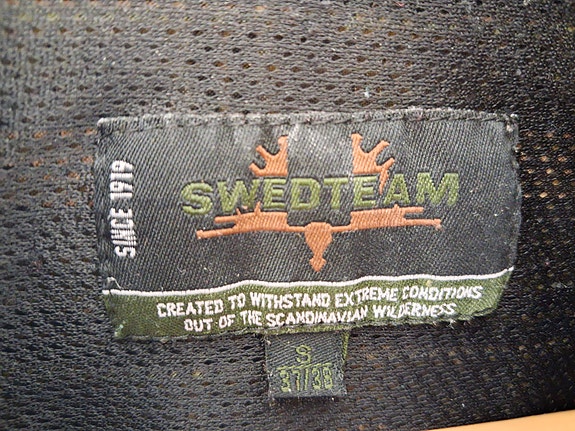 SINCE 1919
SWEDTEAM
CREATED TO WITHSTAND EXTREME CONDITIONS
OUT OF THE SCANDINAVIAN WILDERNESS
S
37/38